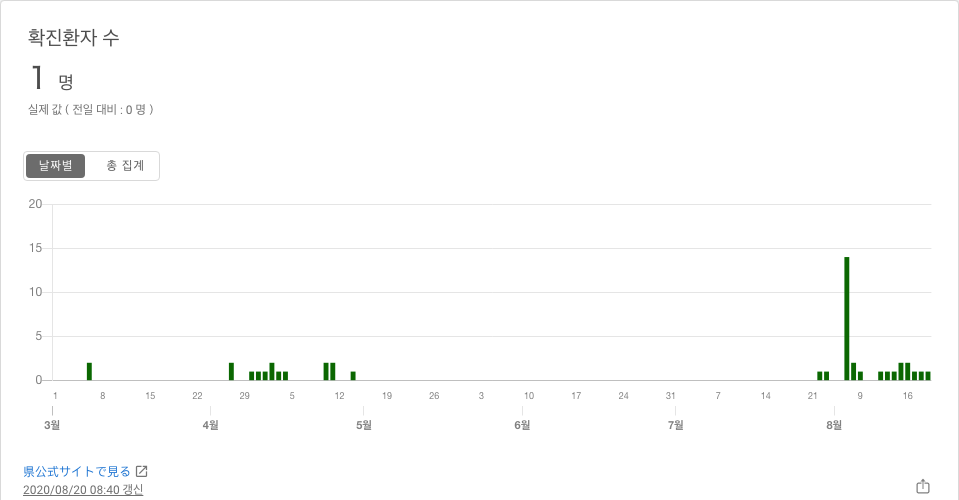 확진환자 수
1 명
실제 값 ( 전일 대비 : 0 명 )
날짜별 총 집계
20
15
10
5
0
1 8 15 22 29 5 12 19 26 3 10 17 24 31 7 14 21 9 16
3월 4월 5월 6월 7월 8월
県公式サイトで見る
2020/08/20 08:40 갱신